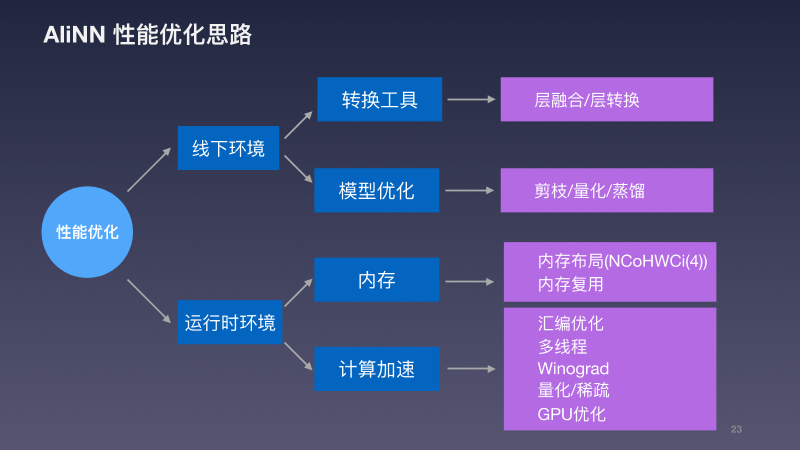 AliNN 性能优化思路
转换工具
层融合/层转换
线下环境
模型优化
剪枝/量化/蒸馏
性能优化
内存
内存布局(NCoHWCi(4))
内存复用
运行时环境
计算加速
汇编优化
多线程
Winograd
量化/稀疏
GPU优化
23